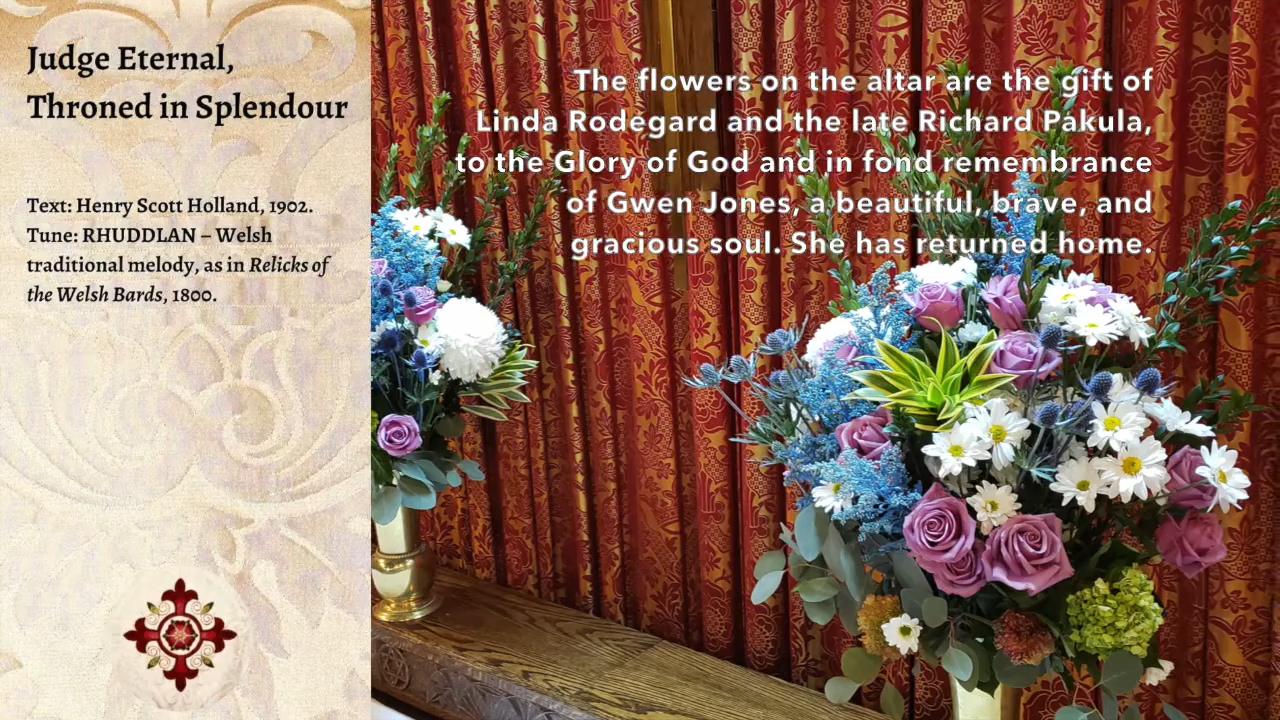 Judge Eternal,
Throned in Splendour
Text: Henry Scott Holland, 1902.
Tune: RHUDDLAN – Welsh
traditional melody, as in Relicks of
the Welsh Bards, 1800.
The flowers on the altar are the gift of
Linda Rodegard and the late Richard Pakula,
to the Glory of God and in fond remembrance
of Gwen Jones, a beautiful, brave, and
gracious soul. She has returned home.